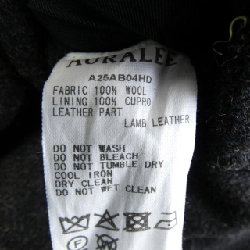 AURALEE
A25AB04HD
FABRIC 100% WOOL
LINING 100% CUPRO
LEATHER PART
LAMB LEATHER
DO NOT WASH
DO NOT BLEACH
DO NOT TUMBLE DRY
COOL IRON
DRY CLEAN
DO NOT WET CLEAN